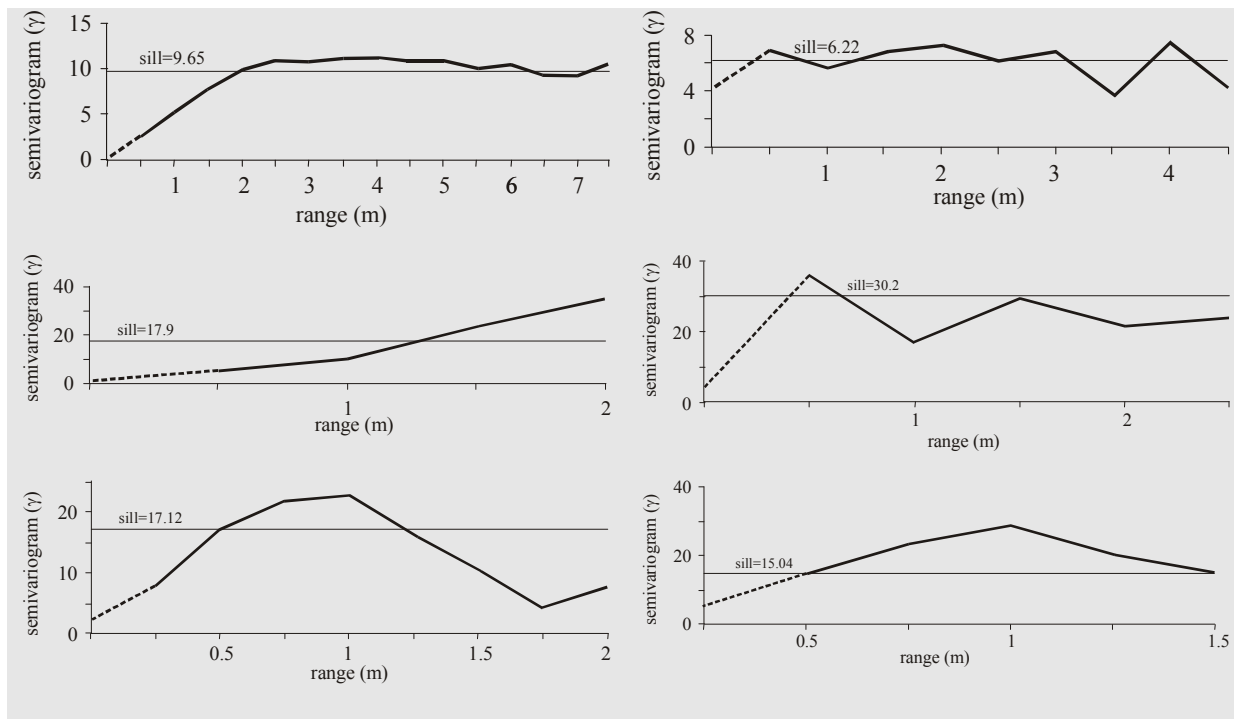 semivariogram (γ)
15
10
5
0
sill=9.65
1 2 3 4 5 6 7
range (m)
semivariogram (γ)
8
4
0
sill=6.22
1 2 3 4
range (m)
semivariogram (γ)
40
20
0
sill=17.9
1 2
range (m)
semivariogram (γ)
40
20
0
sill=30.2
1 2
range (m)
semivariogram (γ)
20
10
0
sill=17.12
0.5 1 1.5 2
range (m)
semivariogram (γ)
40
20
0
sill=15.04
0.5 1 1.5
range (m)